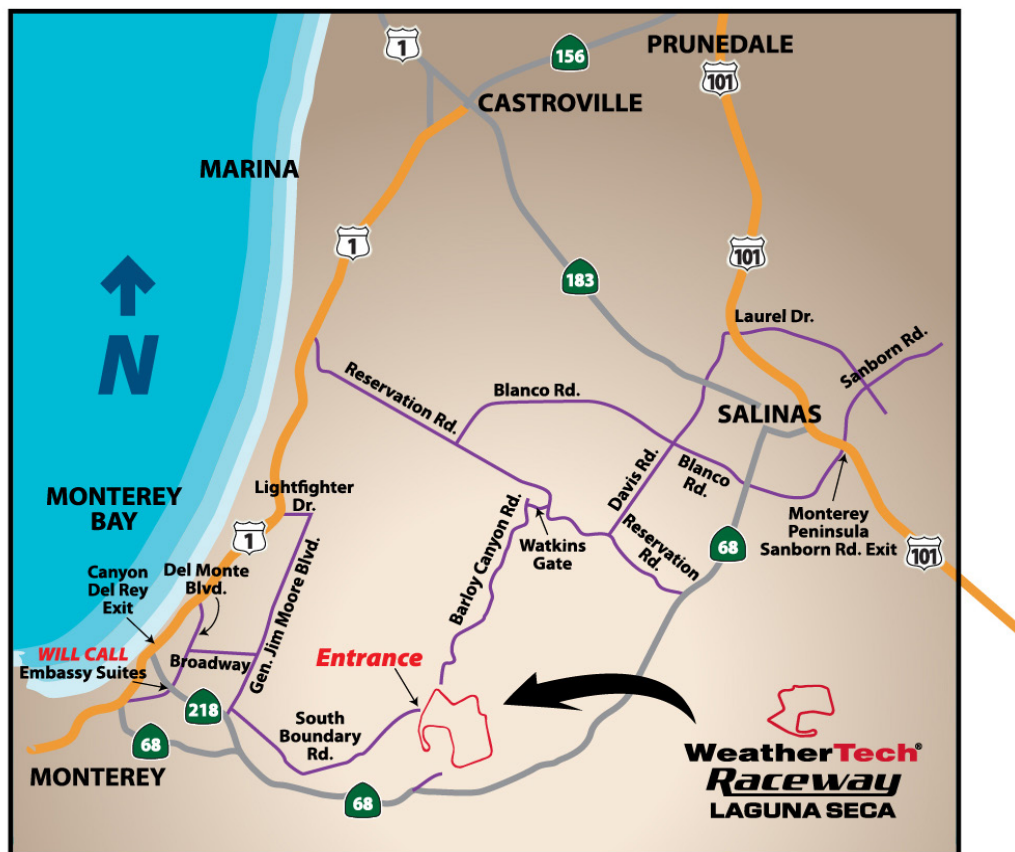 1
156
PRUNEDALE
101
CASTROVILLE
MARINA
1
101
183
N
Laurel Dr.
Sanborn Rd.
Reservation Rd.
Blanco Rd.
SALINAS
Davis Rd.
Blanco
Rd.
MONTEREY
BAY
Lightfighter
Dr.
1
Monterey
Peninsula
Sanborn Rd. Exit
101
68
Watkins
Gate
Reservation
Rd.
Barloy Canyon Rd.
Canyon
Del Rey
Exit
Del Monte
Blvd.
Gen. Jim Moore Blvd.
WILL CALL
Embassy Suites
Broadway
Entrance
218
South
Boundary
Rd.
68
MONTEREY
68
WeatherTech®
Raceway
LAGUNA SECA